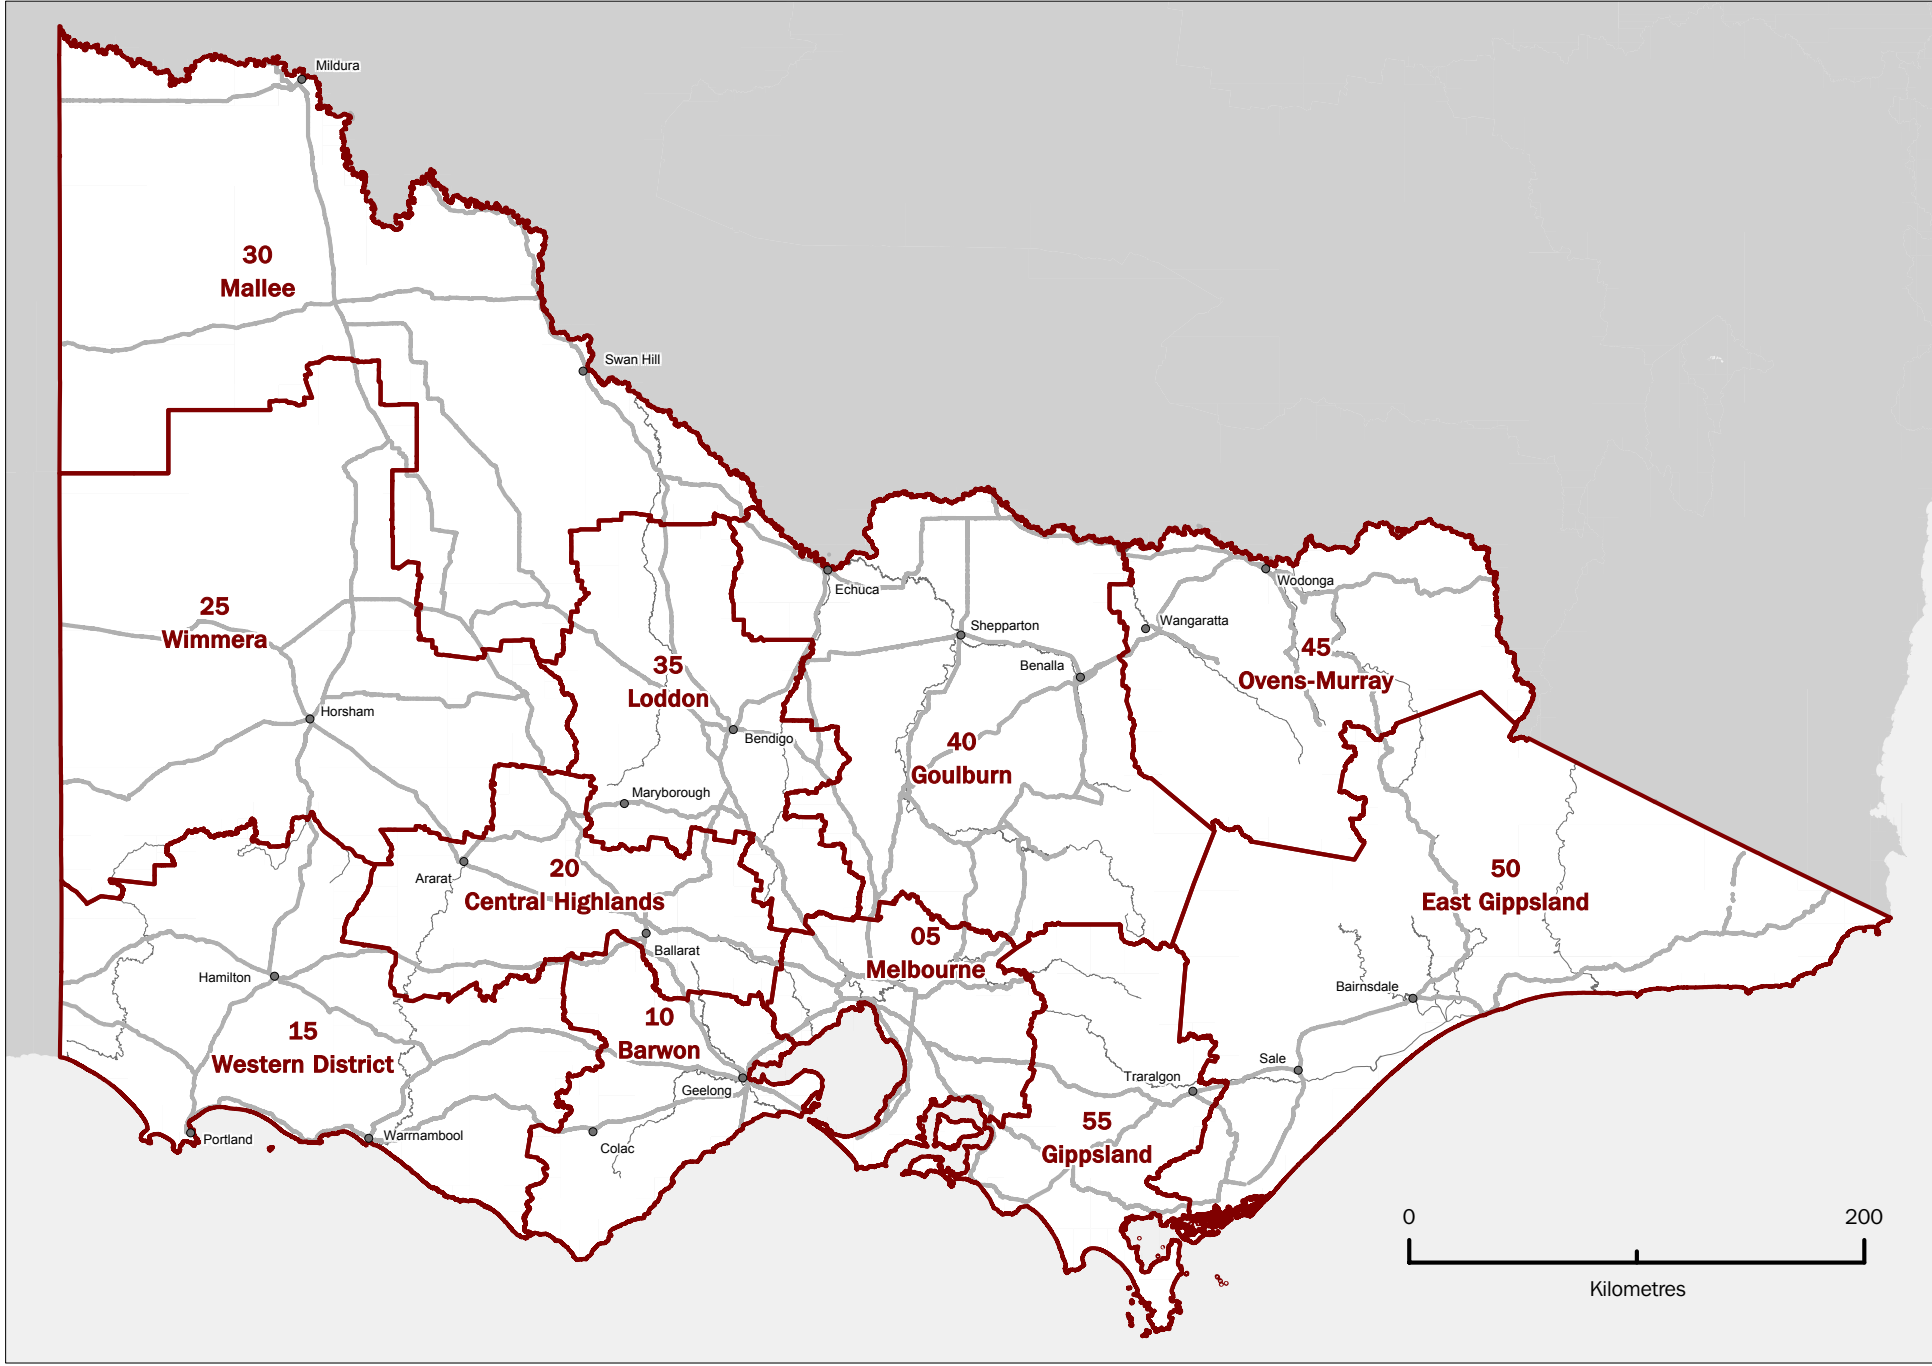 Mildura
30
Mallee
Swan Hill
Echuca
Wodonga
25
Wimmera
Shepparton
Wangaratta
Benalla
45
Ovens-Murray
35
Loddon
Horsham
Bendigo
40
Goulburn
Maryborough
20
Central Highlands
Ararat
50
East Gippsland
05
Melbourne
Ballarat
Hamilton
Bairnsdale
10
Barwon
15
Western District
Sale
Geelong
Traralgon
55
Gippsland
Portland
Warrnambool
Colac
0
200
Kilometres